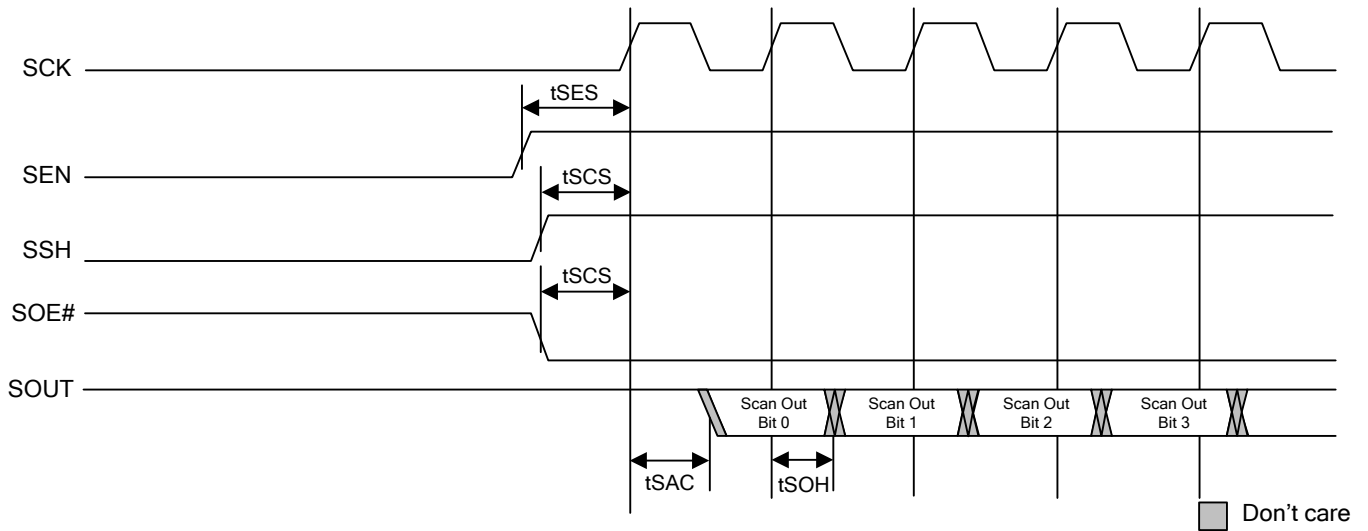 SCK
tSES
SEN
tSCS
SSH
tSCS
SOE#
SOUT
Scan Out
Bit 0
Scan Out
Bit 1
Scan Out
Bit 2
Scan Out
Bit 3
tSAC
tSOH
Don't care